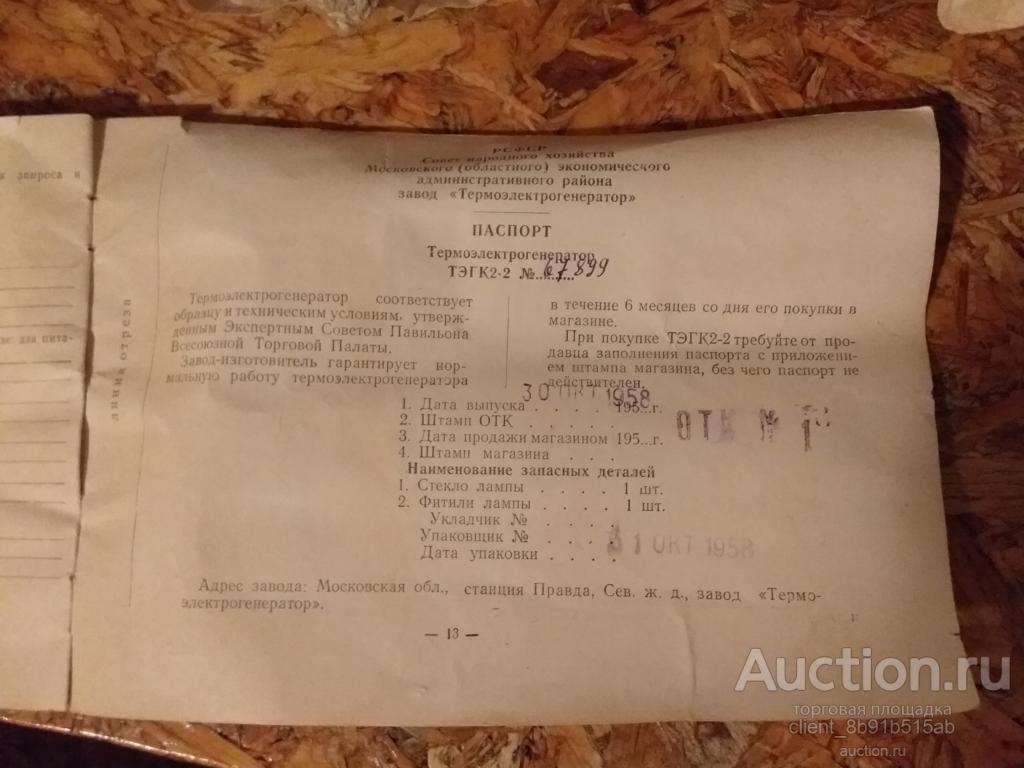 запроса и
для пита-
линия отреза
РСФСР
Совет народного хозяйства
Московского (областного) экономического
административного района
завод «Термоэлектрогенератор»
ПАСПОРТ
Термоэлектрогенератор
ТЭГК2-2 №..67899..
Термоэлектрогенератор соответствует
образцу и техническим условиям, утверж-
денным Экспертным Советом Павильона
Всесоюзной Торговой Палаты.
Завод-изготовитель гарантирует нор-
мальную работу термоэлектрогенератора
в течение 6 месяцев со дня его покупки в
магазине.
При покупке ТЭГК2-2 требуйте от про-
давца заполнения паспорта с приложени-
ем штампа магазина, без чего паспорт не
действителен.
30 ОКТ 1958
1. Дата выпуска . . . . 195...г.
2. Штамп ОТК . . . . .
ОТК № 1
3. Дата продажи магазином 195...г.
4. Штамп магазина . . .
Наименование запасных деталей
1. Стекло лампы . . . . 1 шт.
2. Фитили лампы . . . . 1 шт.
Укладчик № . . . .
Упаковщик № . . . .
31 ОКТ 1958
Дата упаковки . . . .
Адрес завода: Московская обл., станция Правда, Сев. ж. д., завод «Термо-
электрогенератор».
— 13 —
Auction.ru
торговая площадка
client_8b91b515ab
auction.ru